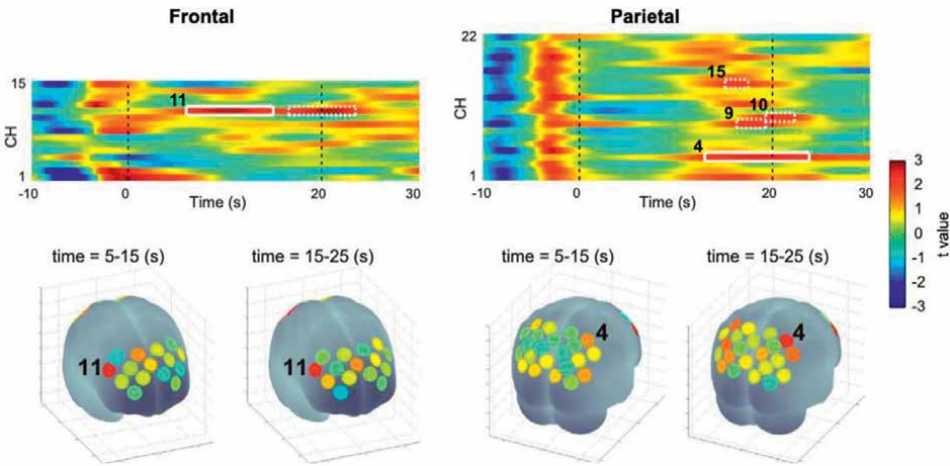 Frontal
15
11
CH
1
-10 0 10 20 30
Time (s)
Parietal
22
15
10
9
4
CH
1
-10 0 10 20 30
Time (s)
3
2
1
0
-1
-2
-3
t value
time = 5-15 (s)
time = 15-25 (s)
time = 5-15 (s)
time = 15-25 (s)
11
11
4
4